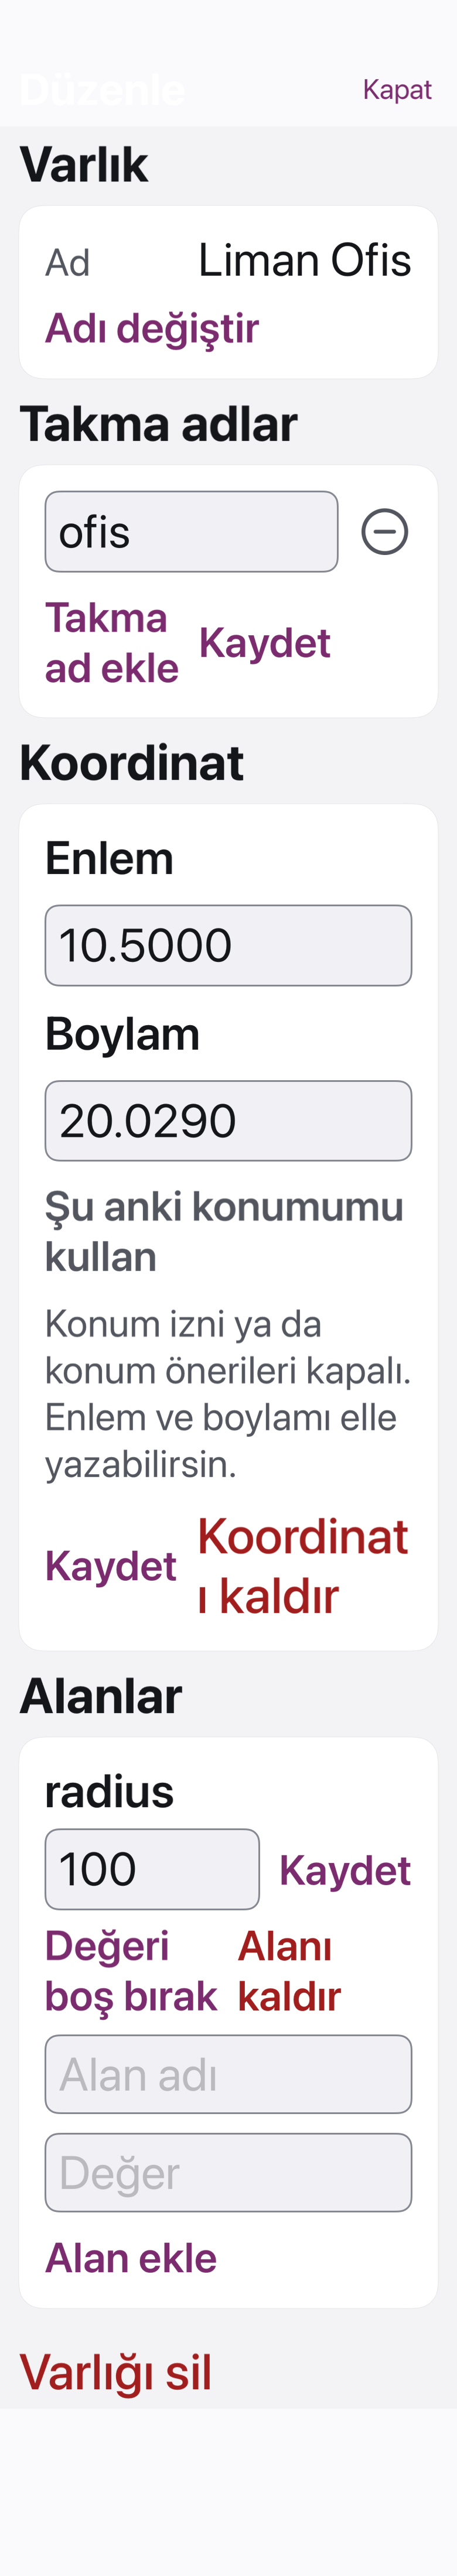 Düzenle
Kapat
Varlık
Ad
Liman Ofis
Adı değiştir
Takma adlar
ofis
Takma
ad ekle
Kaydet
Koordinat
Enlem
10.5000
Boylam
20.0290
Şu anki konumumu
kullan
Konum izni ya da
konum önerileri kapalı.
Enlem ve boylamı elle
yazabilirsin.
Kaydet
Koordinat
ı kaldır
Alanlar
radius
100
Kaydet
Değeri
boş bırak
Alanı
kaldır
Alan adı
Değer
Alan ekle
Varlığı sil